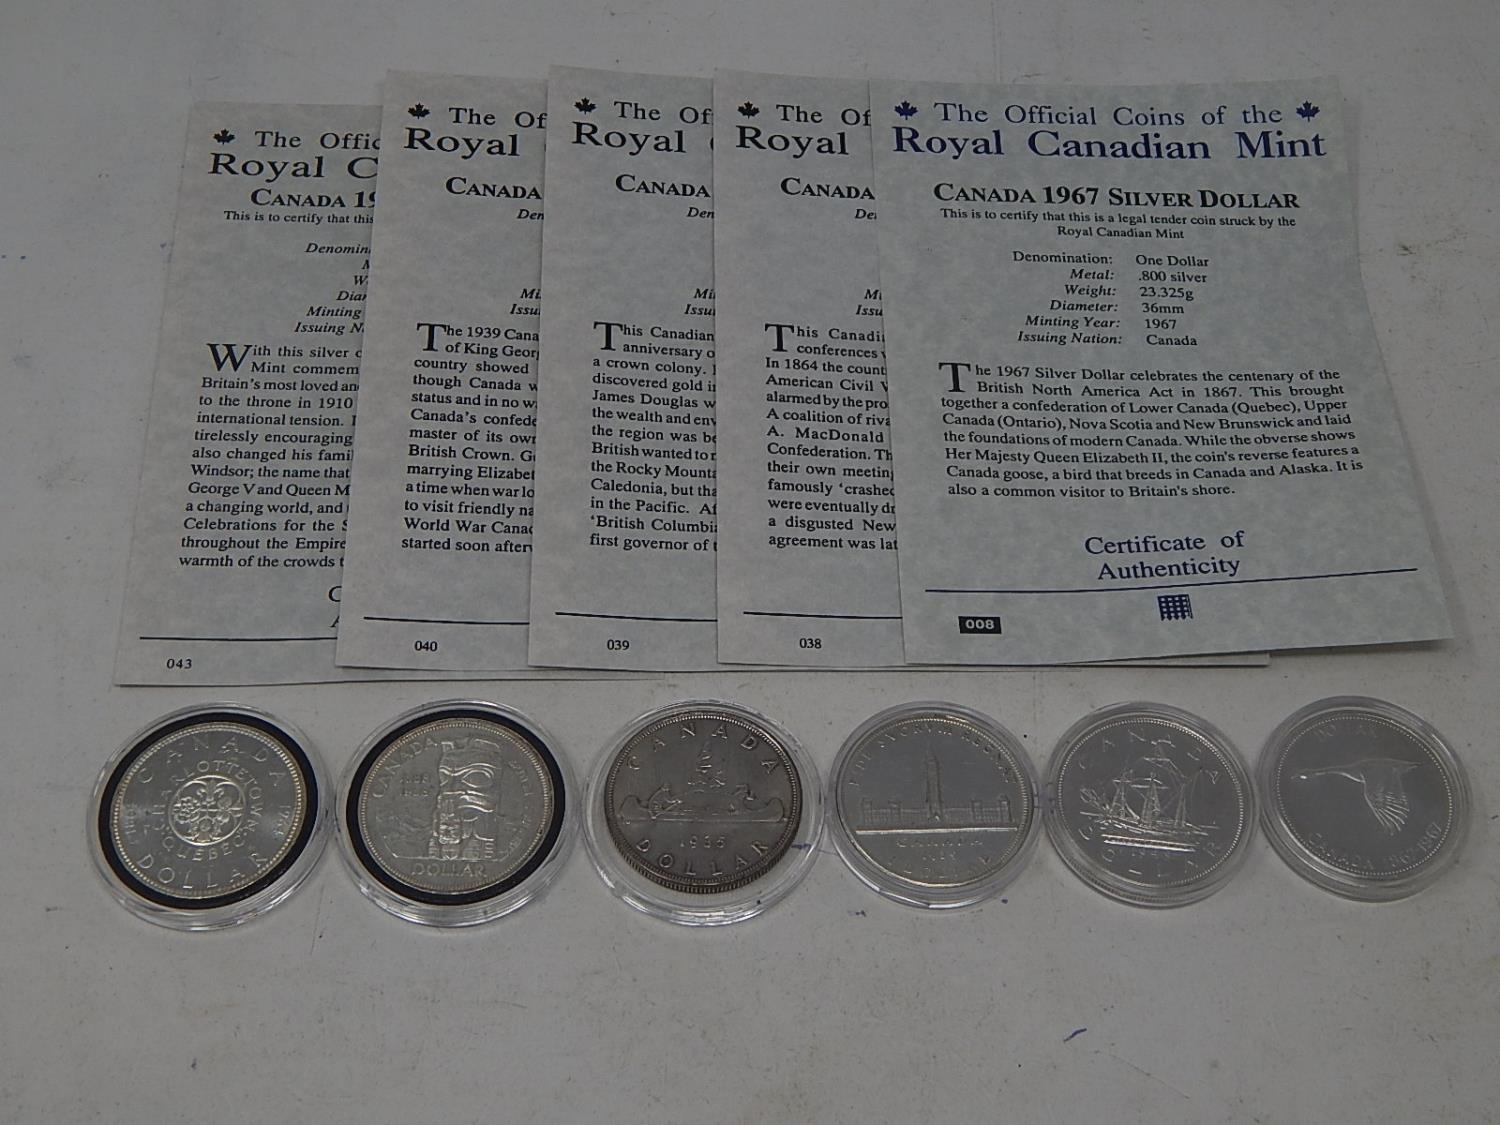 The Offic
Royal C
CANADA 19
This is to certify that this
Denomin
Dia
Minting
Issuing N
With this silver c
Mint commem
Britain's most loved an
to the throne in 1910
international tension.
tirelessly encouraging
also changed his fami
Windsor; the name that
George V and Queen M
a changing world, and
Celebrations for the S
throughout the Empire
warmth of the crowds t
043
The Of
Royal
CANADA
Den
Mi
Issu
The 1939 Cana
of King Geor
country showed
though Canada w
status and in no w
Canada's confede
master of its own
British Crown. G
marrying Elizabet
a time when war lo
to visit friendly na
World War Canad
started soon after
040
The Of
Royal
CANADA
Den
Mi
Issu
This Canadian
anniversary o
a crown colony.
discovered gold i
James Douglas w
the wealth and env
the region was be
British wanted to r
the Rocky Mounta
Caledonia, but tha
in the Pacific. Af
'British Columbi
first governor of t
039
The Of
Royal
CANADA
De
Mi
Issu
This Canadi
conferences
In 1864 the count
American Civil
alarmed by the pro
A coalition of riva
A. MacDonald
Confederation. Th
their own meetin
famously 'crashed
were eventually dr
a disgusted New
agreement was lat
038
The Official Coins of the
Royal Canadian Mint
CANADA 1967 SILVER DOLLAR
This is to certify that this is a legal tender coin struck by the
Royal Canadian Mint
Denomination: One Dollar
Metal: .800 silver
Weight: 23.325g
Diameter: 36mm
Minting Year: 1967
Issuing Nation: Canada
The 1967 Silver Dollar celebrates the centenary of the
British North America Act in 1867. This brought
together a confederation of Lower Canada (Quebec), Upper
Canada (Ontario), Nova Scotia and New Brunswick and laid
the foundations of modern Canada. While the obverse shows
Her Majesty Queen Elizabeth II, the coin's reverse features a
Canada goose, a bird that breeds in Canada and Alaska. It is
also a common visitor to Britain's shore.
Certificate of
Authenticity
008
CANADA
CHARLOTTETOWN
QUEBEC
1864 1964
DOLLAR
CANADA
1858
1958
DOLLAR
CANADA
1935
DOLLAR
CANADA
1939
DOLLAR
CANADA
DOLLAR
DOLLAR
CANADA 1867-1967